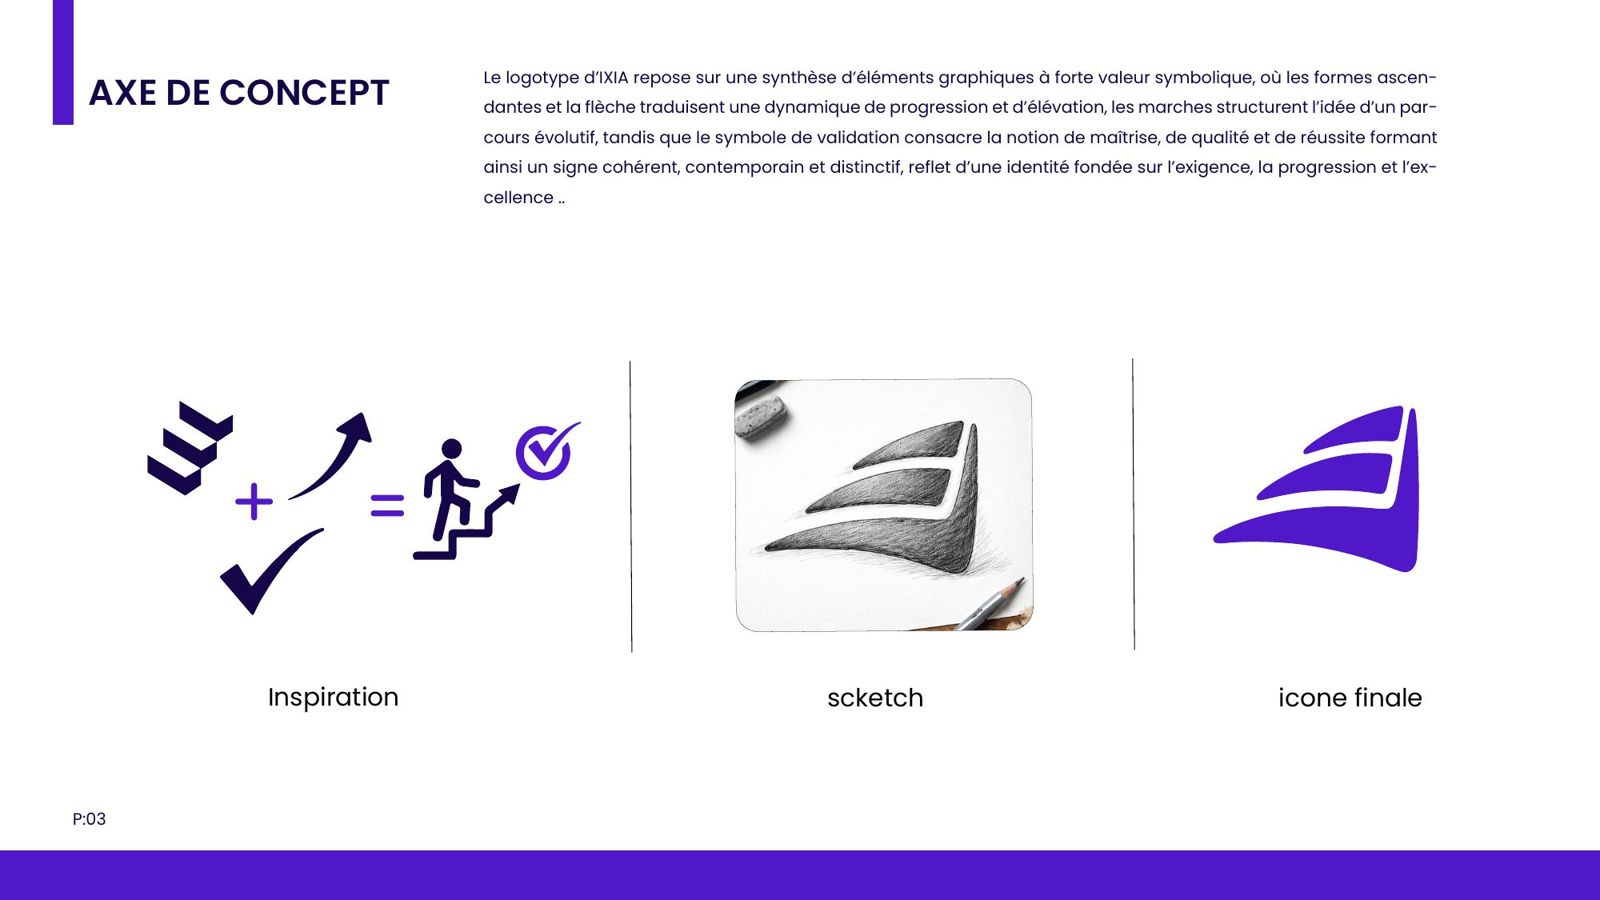 AXE DE CONCEPT
Le logotype d’IXIA repose sur une synthèse d’éléments graphiques à forte valeur symbolique, où les formes ascen-
dantes et la flèche traduisent une dynamique de progression et d’élévation, les marches structurent l’idée d’un par-
cours évolutif, tandis que le symbole de validation consacre la notion de maîtrise, de qualité et de réussite formant
ainsi un signe cohérent, contemporain et distinctif, reflet d’une identité fondée sur l’exigence, la progression et l’ex-
cellence ..
Inspiration
scketch
icone finale
P:03